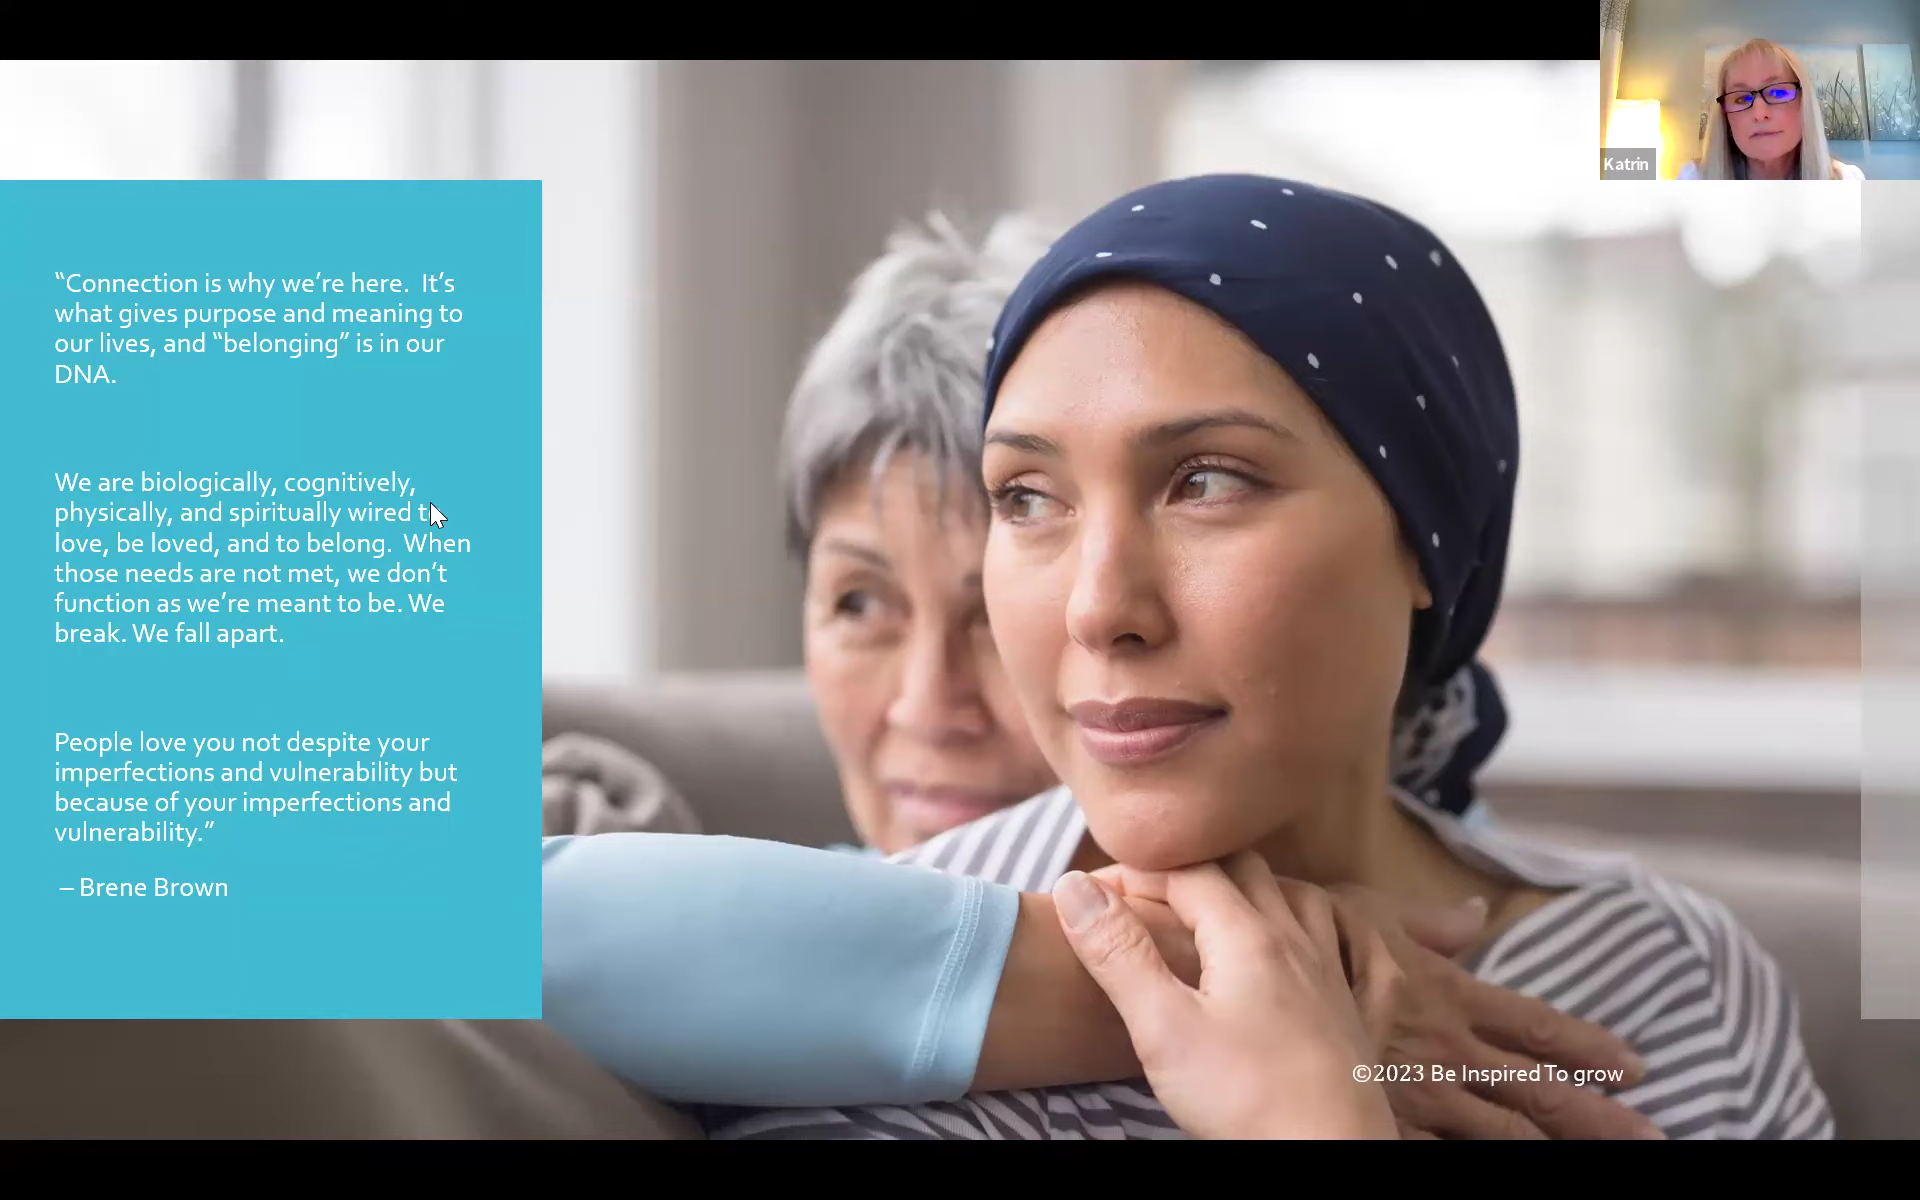 Katrin
“Connection is why we’re here.  It’s
what gives purpose and meaning to
our lives, and “belonging” is in our
DNA.
We are biologically, cognitively,
physically, and spiritually wired to
love, be loved, and to belong.  When
those needs are not met, we don’t
function as we’re meant to be. We
break. We fall apart.
People love you not despite your
imperfections and vulnerability but
because of your imperfections and
vulnerability.”
– Brene Brown
©2023 Be Inspired To grow